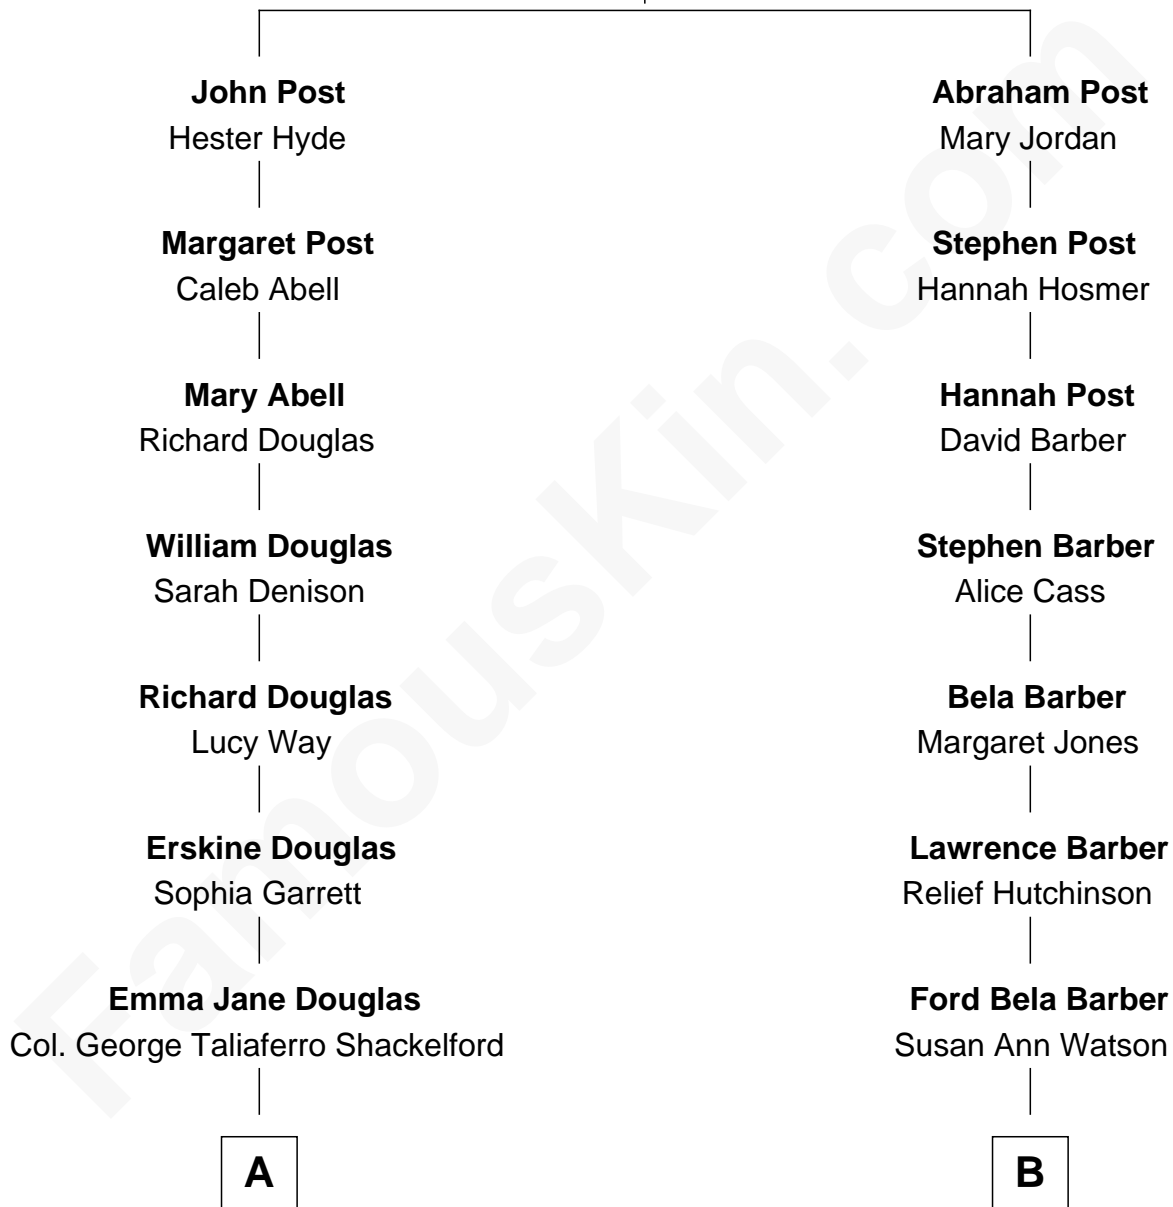 John Post
Hester Hyde
Margaret Post
Caleb Abell
Mary Abell
Richard Douglas
William Douglas
Sarah Denison
Richard Douglas
Lucy Way
Erskine Douglas
Sophia Garrett
Emma Jane Douglas
Col. George Taliaferro Shackelford
A
Abraham Post
Mary Jordan
Stephen Post
Hannah Hosmer
Hannah Post
David Barber
Stephen Barber
Alice Cass
Bela Barber
Margaret Jones
Lawrence Barber
Relief Hutchinson
Ford Bela Barber
Susan Ann Watson
B
FamousKin.com